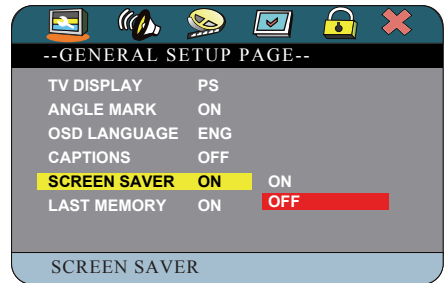 --GENERAL SETUP PAGE--
TV DISPLAY PS
ANGLE MARK ON
OSD LANGUAGE ENG
CAPTIONS OFF
SCREEN SAVER ON ON
LAST MEMORY ON OFF
SCREEN SAVER